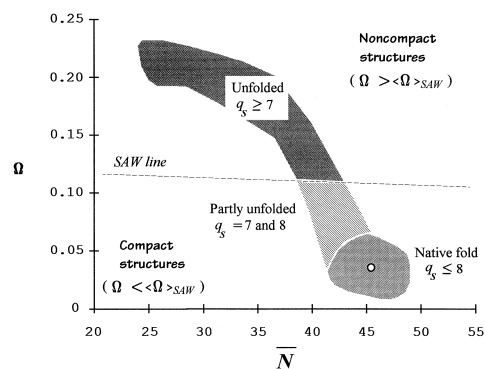 Noncompact
structures
( Ω > <Ω>SAW )
0.25
0.20
0.15
0.10
0.05
0
Ω
Unfolded
qs ≥ 7
SAW line
Partly unfolded
qs = 7 and 8
Compact
structures
( Ω < <Ω>SAW )
Native fold
qs ≤ 8
20 25 30 35 40 45 50 55
N̅